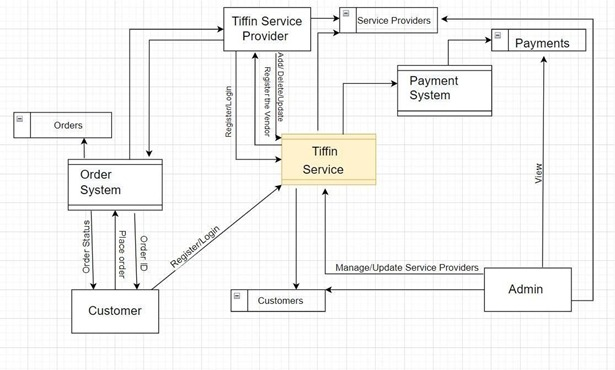 Tiffin Service
Provider
Service Providers
Payments
Payment
System
Register/Login
Register the Vendor
Add/ Delete/Update
Orders
Tiffin
Service
Order
System
View
Order Status
Place order
Order ID
Register/Login
Manage/Update Service Providers
Customer
Customers
Admin